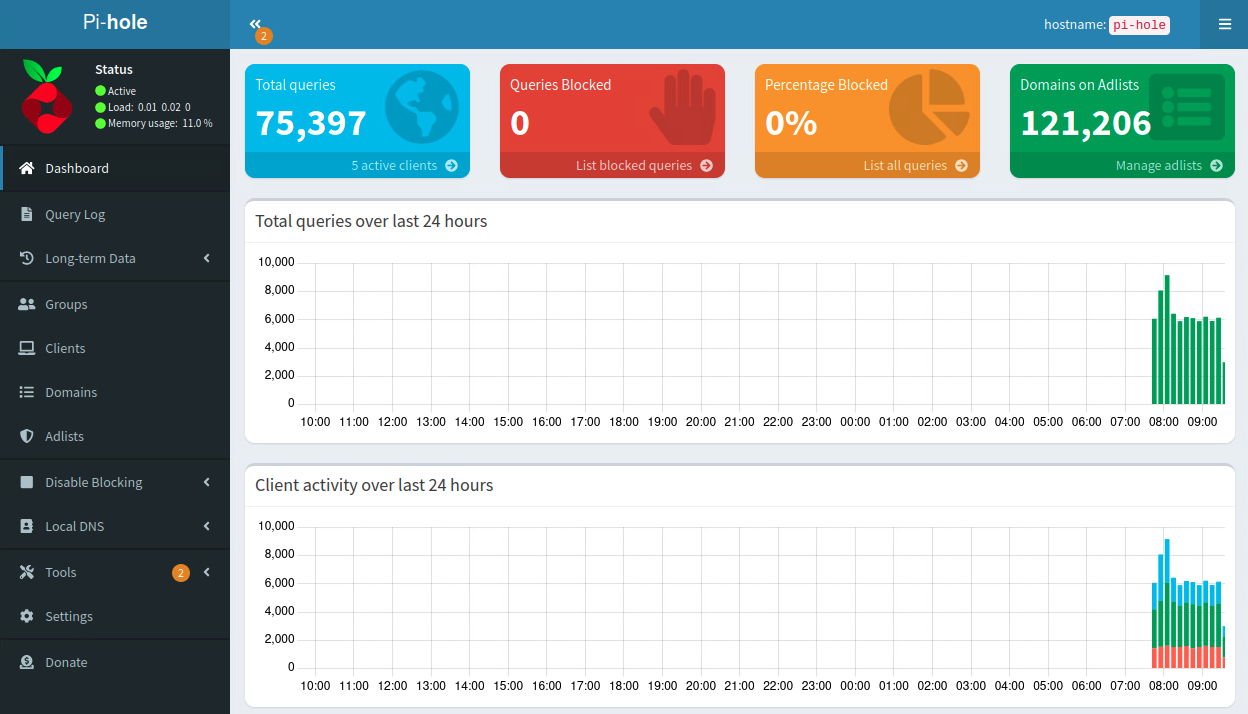 Pi-hole
2
hostname: pi-hole
Status
Active
Load: 0.01 0.02 0
Memory usage: 11.0 %
Dashboard
Query Log
Long-term Data
Groups
Clients
Domains
Adlists
Disable Blocking
Local DNS
Tools 2
Settings
Donate
Total queries
75,397
5 active clients
Queries Blocked
0
List blocked queries
Percentage Blocked
0%
List all queries
Domains on Adlists
121,206
Manage adlists
Total queries over last 24 hours
10,000
8,000
6,000
4,000
2,000
0
10:00 11:00 12:00 13:00 14:00 15:00 16:00 17:00 18:00 19:00 20:00 21:00 22:00 23:00 00:00 01:00 02:00 03:00 04:00 05:00 06:00 07:00 08:00 09:00
Client activity over last 24 hours
10,000
8,000
6,000
4,000
2,000
0
10:00 11:00 12:00 13:00 14:00 15:00 16:00 17:00 18:00 19:00 20:00 21:00 22:00 23:00 00:00 01:00 02:00 03:00 04:00 05:00 06:00 07:00 08:00 09:00